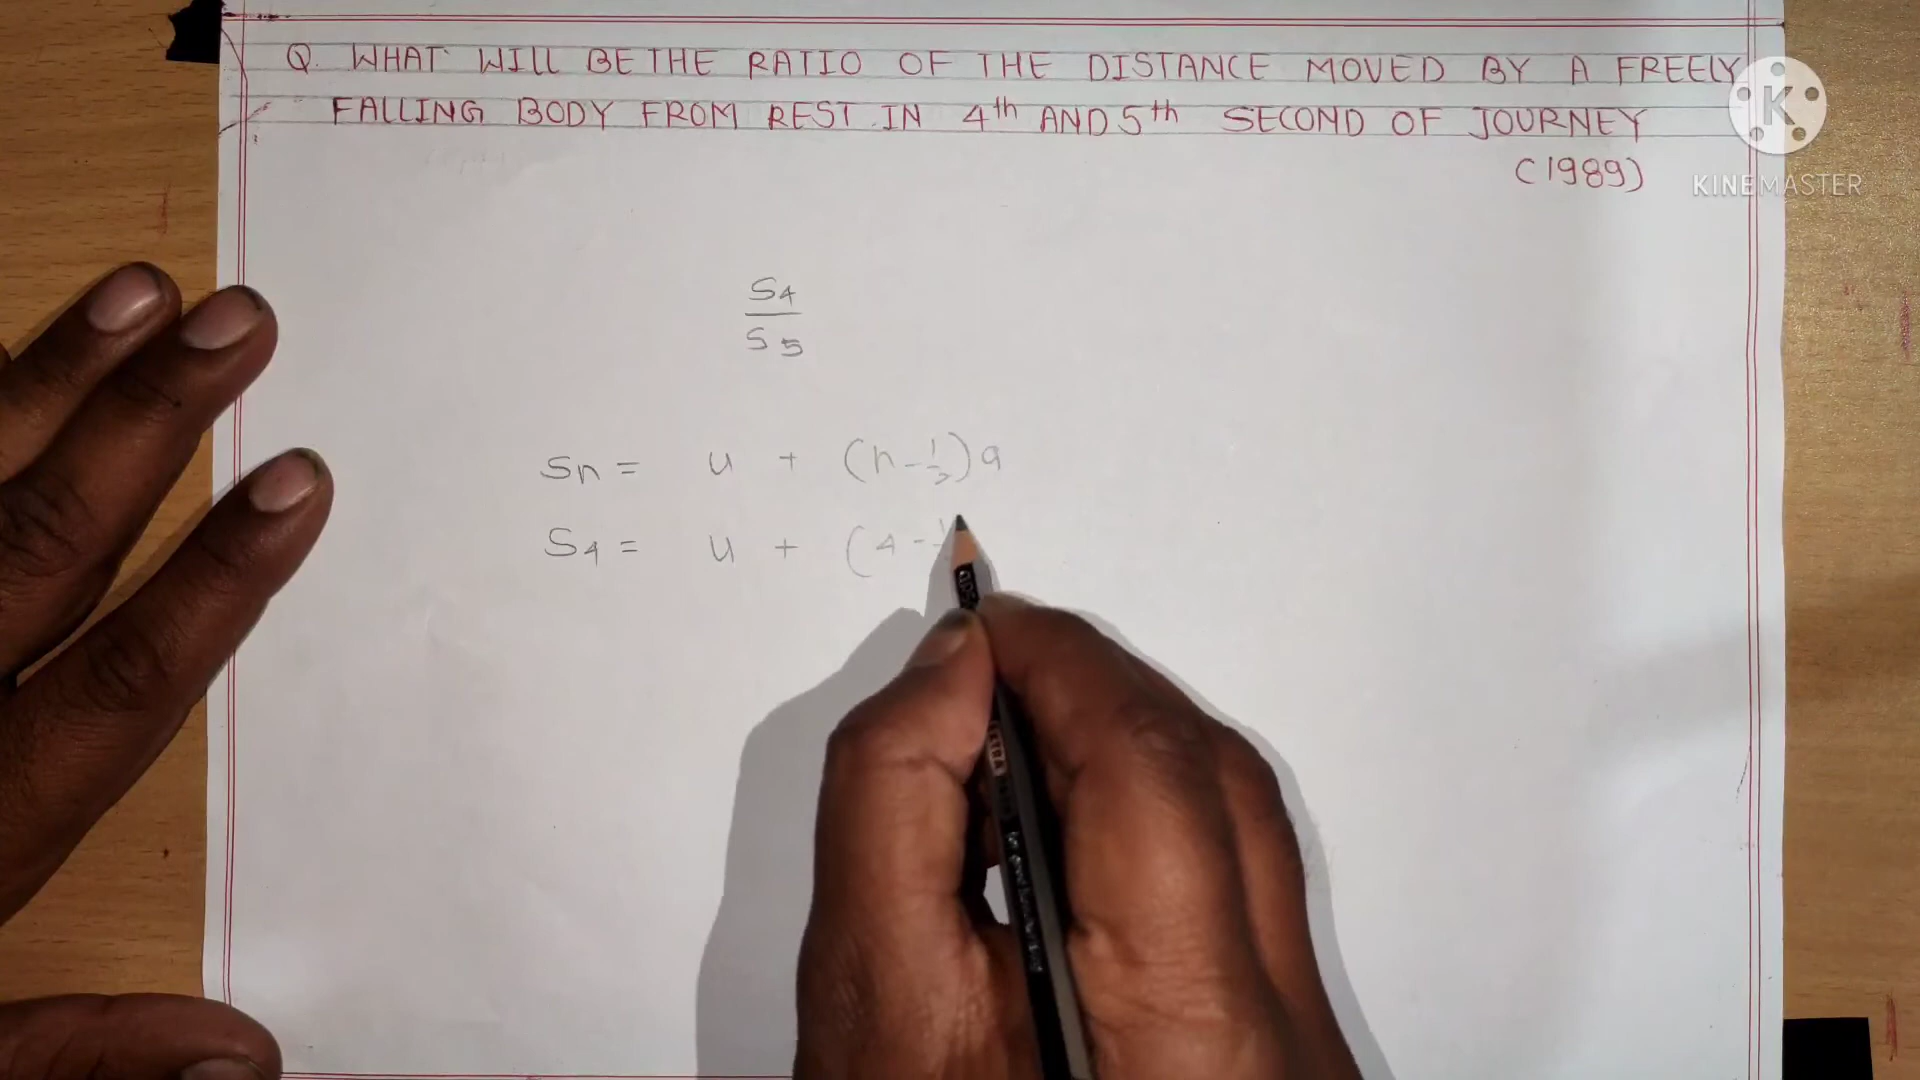 Q. WHAT WILL BE THE RATIO OF THE DISTANCE MOVED BY A FREELY
FALLING BODY FROM REST IN 4th AND 5th SECOND OF JOURNEY
(1989)
K
KINEMASTER
S4
S5
Sn = u + (n - 1/2) a
S4 = u + (4 - 1